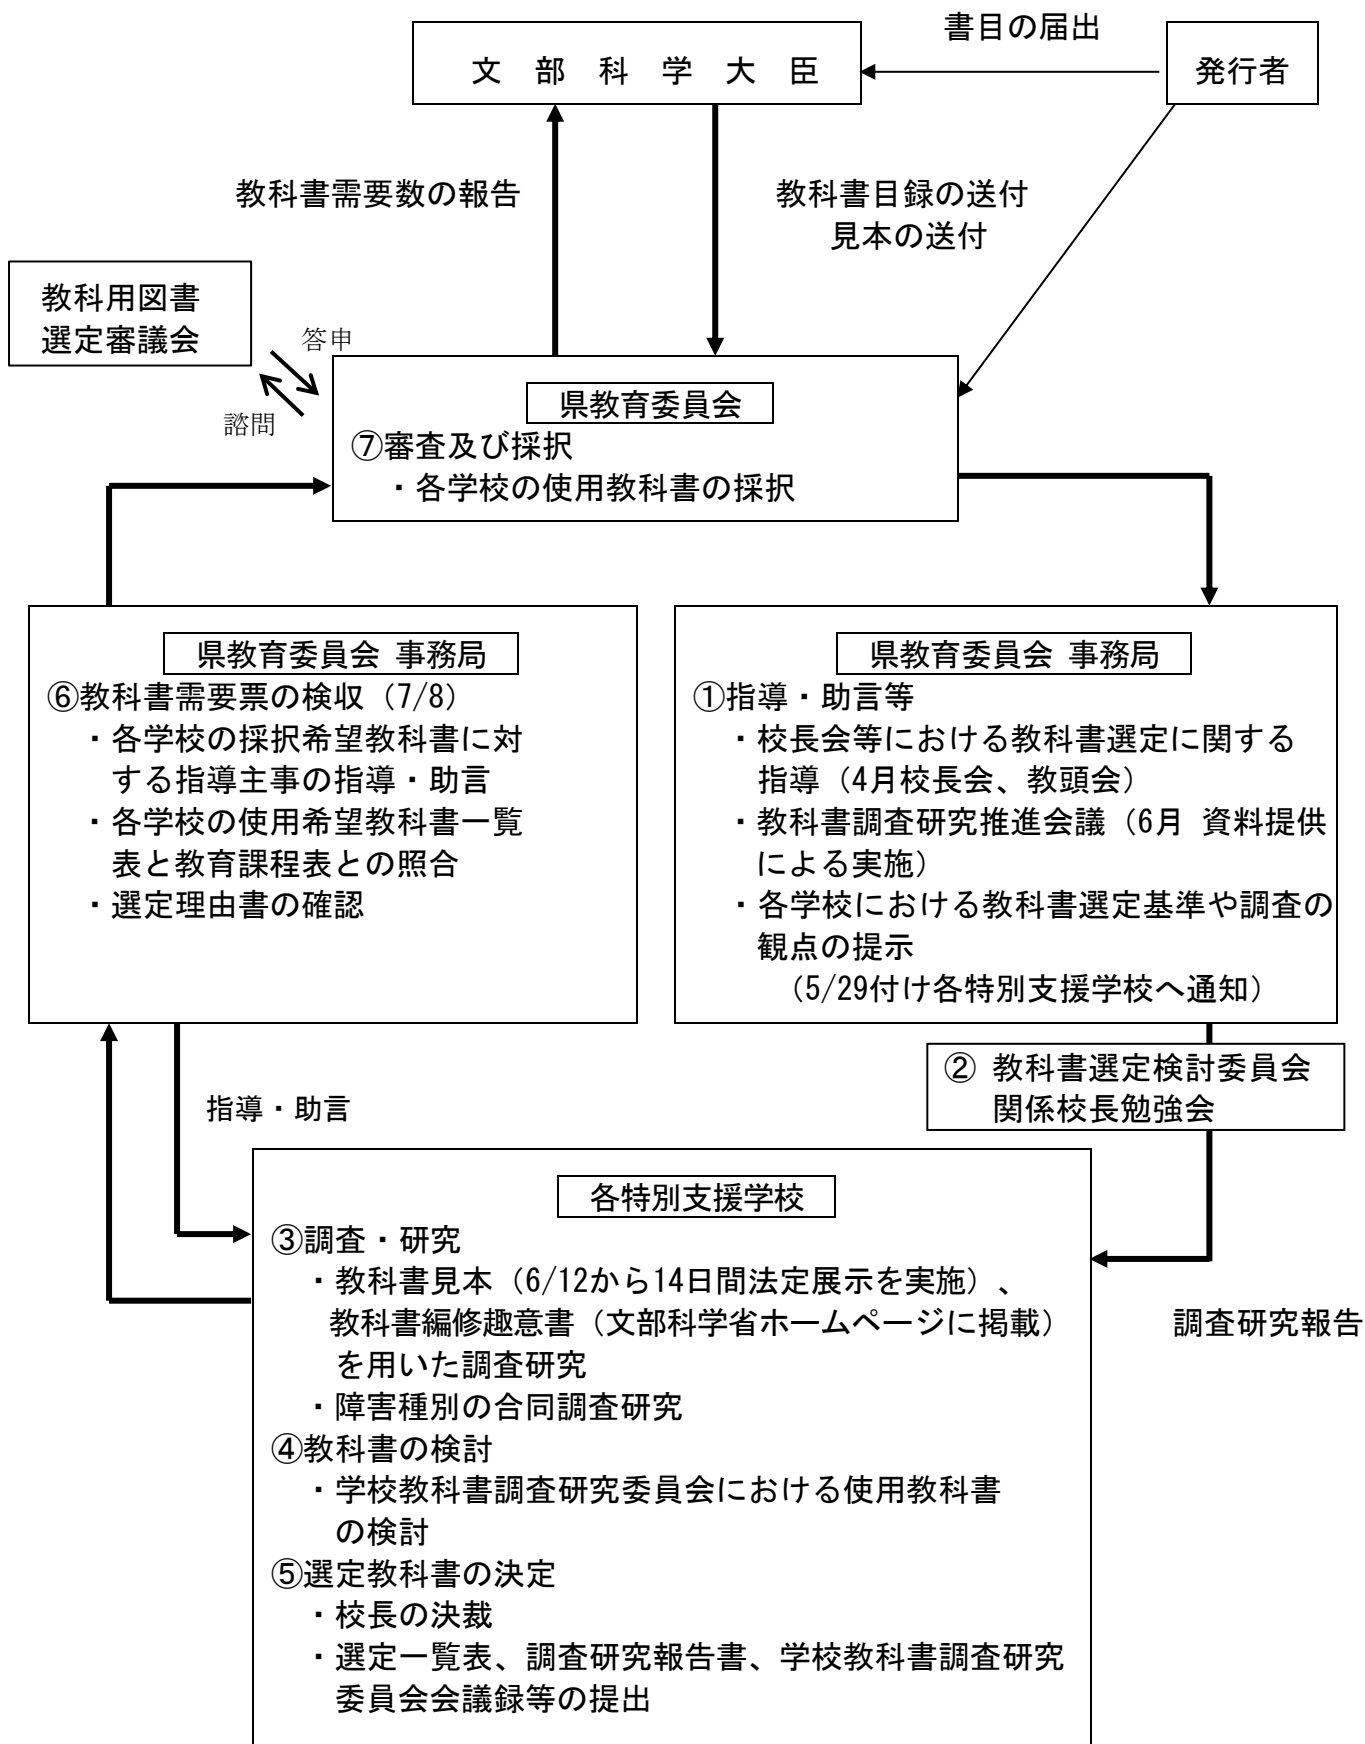 書目の届出
文部科学大臣
発行者
教科書需要数の報告
教科書目録の送付
見本の送付
教科用図書
選定審議会
答申
諮問
県教育委員会
⑦審査及び採択
・各学校の使用教科書の採択
県教育委員会 事務局
⑥教科書需要票の検収（7/8）
・各学校の採択希望教科書に対
する指導主事の指導・助言
・各学校の使用希望教科書一覧
表と教育課程表との照合
・選定理由書の確認
県教育委員会 事務局
①指導・助言等
・校長会等における教科書選定に関する
指導（4月校長会、教頭会）
・教科書調査研究推進会議（6月 資料提供
による実施）
・各学校における教科書選定基準や調査の
観点の提示
（5/29付け各特別支援学校へ通知）
② 教科書選定検討委員会
関係校長勉強会
指導・助言
各特別支援学校
③調査・研究
・教科書見本（6/12から14日間法定展示を実施）、
教科書編修趣意書（文部科学省ホームページに掲載）
を用いた調査研究
・障害種別の合同調査研究
④教科書の検討
・学校教科書調査研究委員会における使用教科書
の検討
⑤選定教科書の決定
・校長の決裁
・選定一覧表、調査研究報告書、学校教科書調査研究
委員会会議録等の提出
調査研究報告